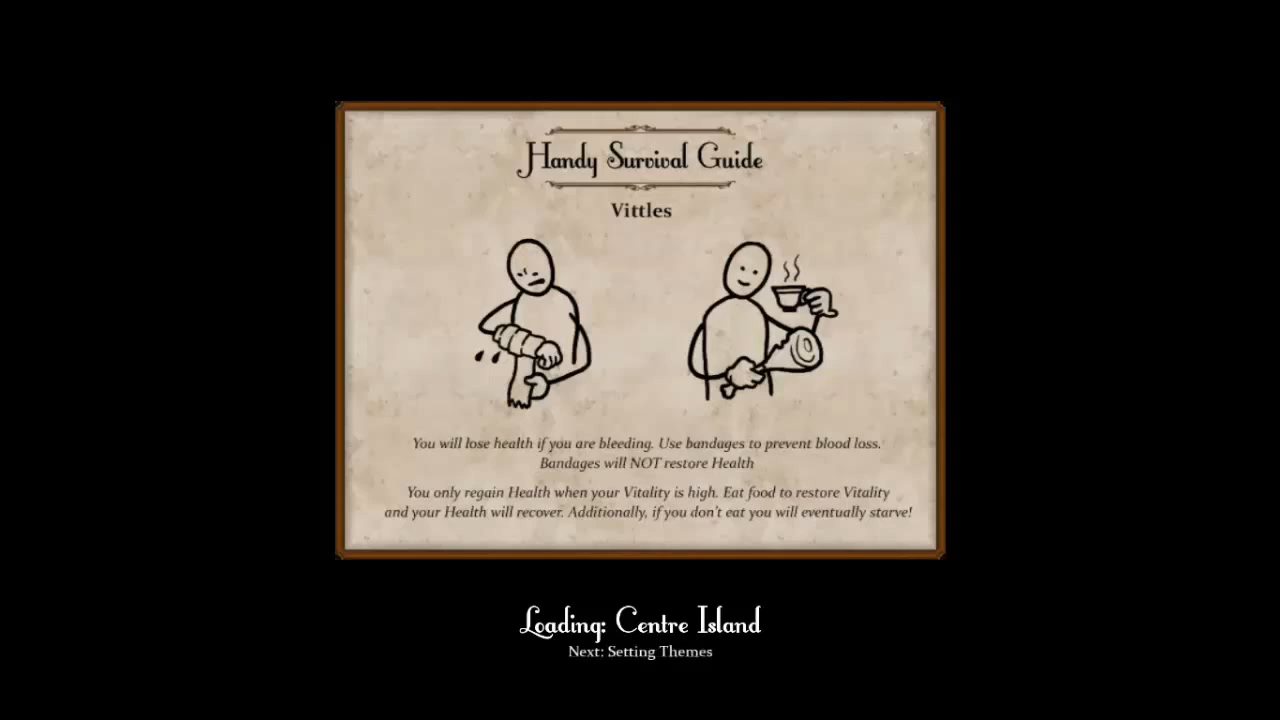 Handy Survival Guide
Vittles
You will lose health if you are bleeding. Use bandages to prevent blood loss.
Bandages will NOT restore Health
You only regain Health when your Vitality is high. Eat food to restore Vitality
and your Health will recover. Additionally, if you don't eat you will eventually starve!
Loading: Centre Island
Next: Setting Themes